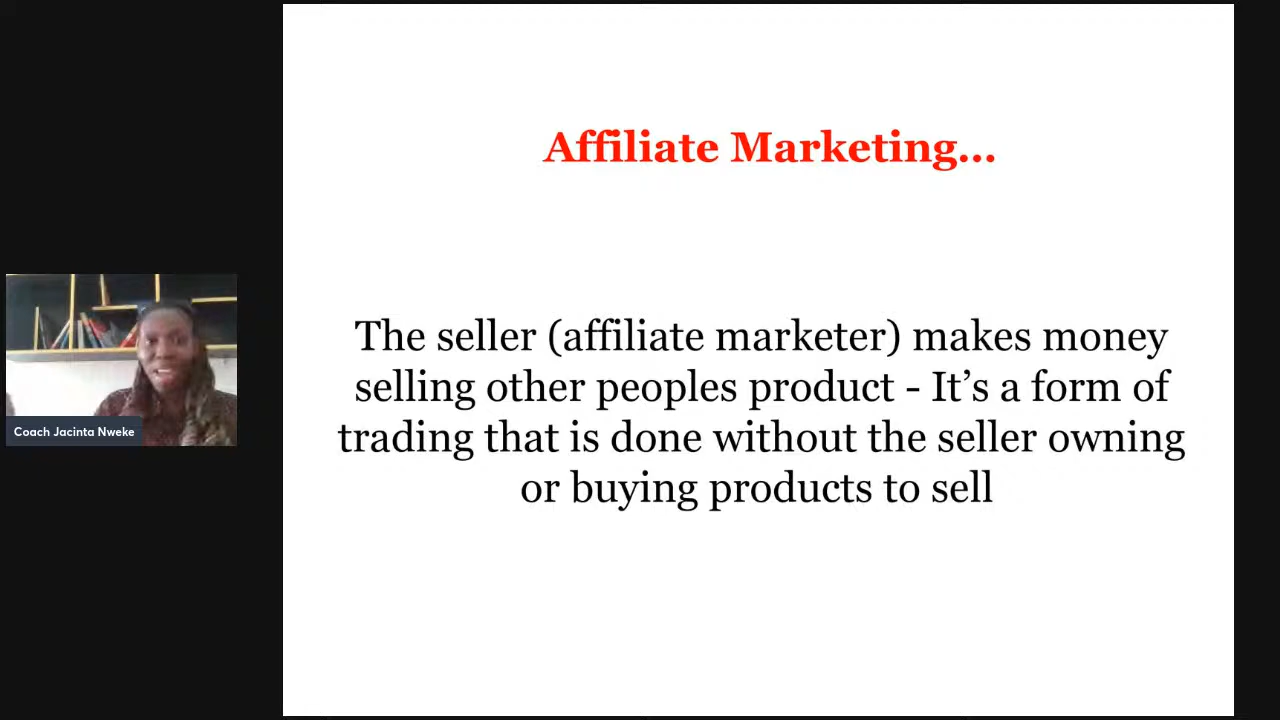 Affiliate Marketing...
The seller (affiliate marketer) makes money
selling other peoples product - It’s a form of
trading that is done without the seller owning
or buying products to sell
Coach Jacinta Nweke